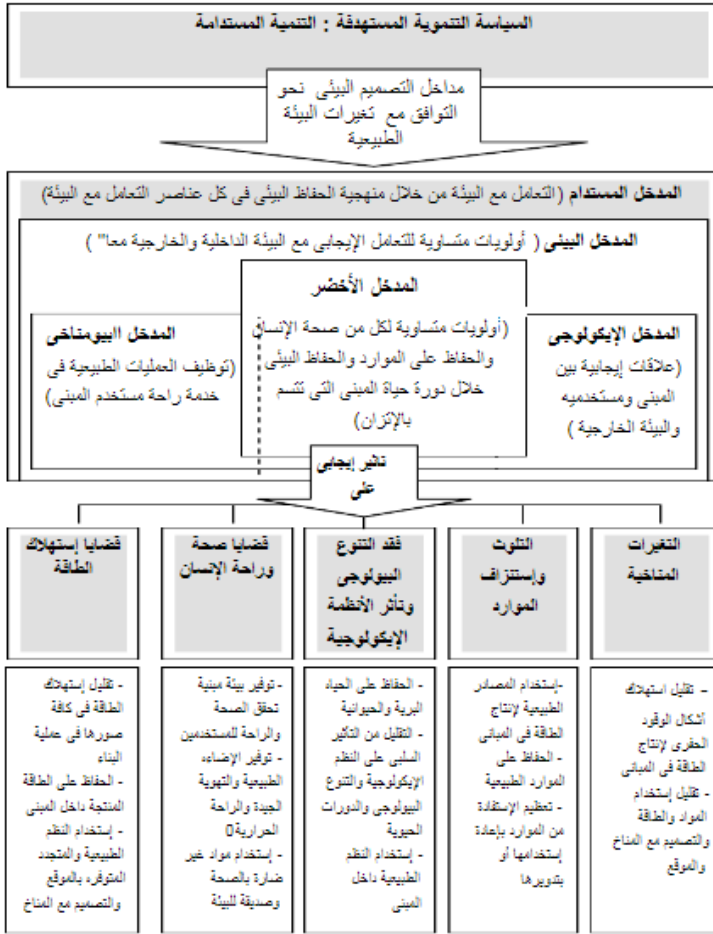 السياسة التنموية المستهدفة : التنمية المستدامة
مداخل التصميم البيئى نحو
التوافق مع تغيرات البيئة
الطبيعية
المدخل المستدام (التعامل مع البيئة من خلال منهجية الحفاظ البيئى فى كل عناصر التعامل مع البيئة)
المدخل البيئى ( أولويات متساوية للتعامل الإيجابى مع البيئة الداخلية والخارجية معا" )
المدخل الأخضر
(أولويات متساوية لكل من صحة الإنسان
والحفاظ على الموارد والحفاظ البيئى
خلال دورة حياة المبنى التى تتسم
بالإتزان)
المدخل الإيكولوجى
(علاقات إيجابية بين
المبنى ومستخدميه
والبيئة الخارجية )
المدخل البيومناخى
(توظيف العمليات الطبيعية فى
خدمة راحة مستخدم المبنى)
تاثير إيجابى
على
التغيرات
المناخية
التلوث
وإستنزاف
الموارد
فقد التنوع
البيولوجى
وتأثر الأنظمة
الإيكولوجية
قضايا صحة
وراحة الإنسان
قضايا إستهلاك
الطاقة
- تقليل استهلاك
أشكال الوقود
الحفرى لإنتاج
الطاقة فى المبانى
- تقليل إستخدام
المواد والطاقة
والتصميم مع المناخ
والموقع
-إستخدام المصادر
الطبيعية لإنتاج
الطاقة فى المبانى
- الحفاظ على
الموارد الطبيعية
- تعظيم الإستفادة
من الموارد بإعادة
إستخدامها أو
بتدويرها
- الحفاظ على الحياه
البرية والحيوانية
- التقليل من التأثير
السلبى على النظم
الإيكولوجية والتنوع
البيولوجى والدورات
الحيوية
- إستخدام النظم
الطبيعية داخل
المبنى
- توفير بيئة مبنية
تحقق الصحة
والراحة للمستخدمين
- توفير الإضاءه
الطبيعية والتهوية
الجيدة والراحة
الحرارية
- إستخدام مواد غير
ضارة بالصحة
وصديقة للبيئة
- تقليل إستهلاك
الطاقة فى كافة
صورها فى عملية
البناء
- الحفاظ على الطاقة
المنتجة داخل المبنى
- إستخدام النظم
الطبيعية والمتجدد
المتوفره بالموقع
والتصميم مع المناخ